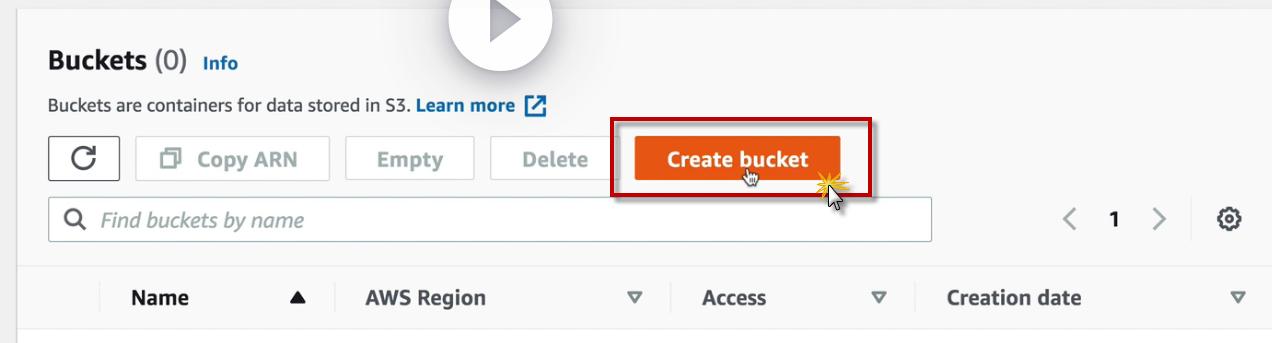 Buckets (0) Info
Buckets are containers for data stored in S3. Learn more
Copy ARN Empty Delete Create bucket
Find buckets by name 1
Name AWS Region Access Creation date